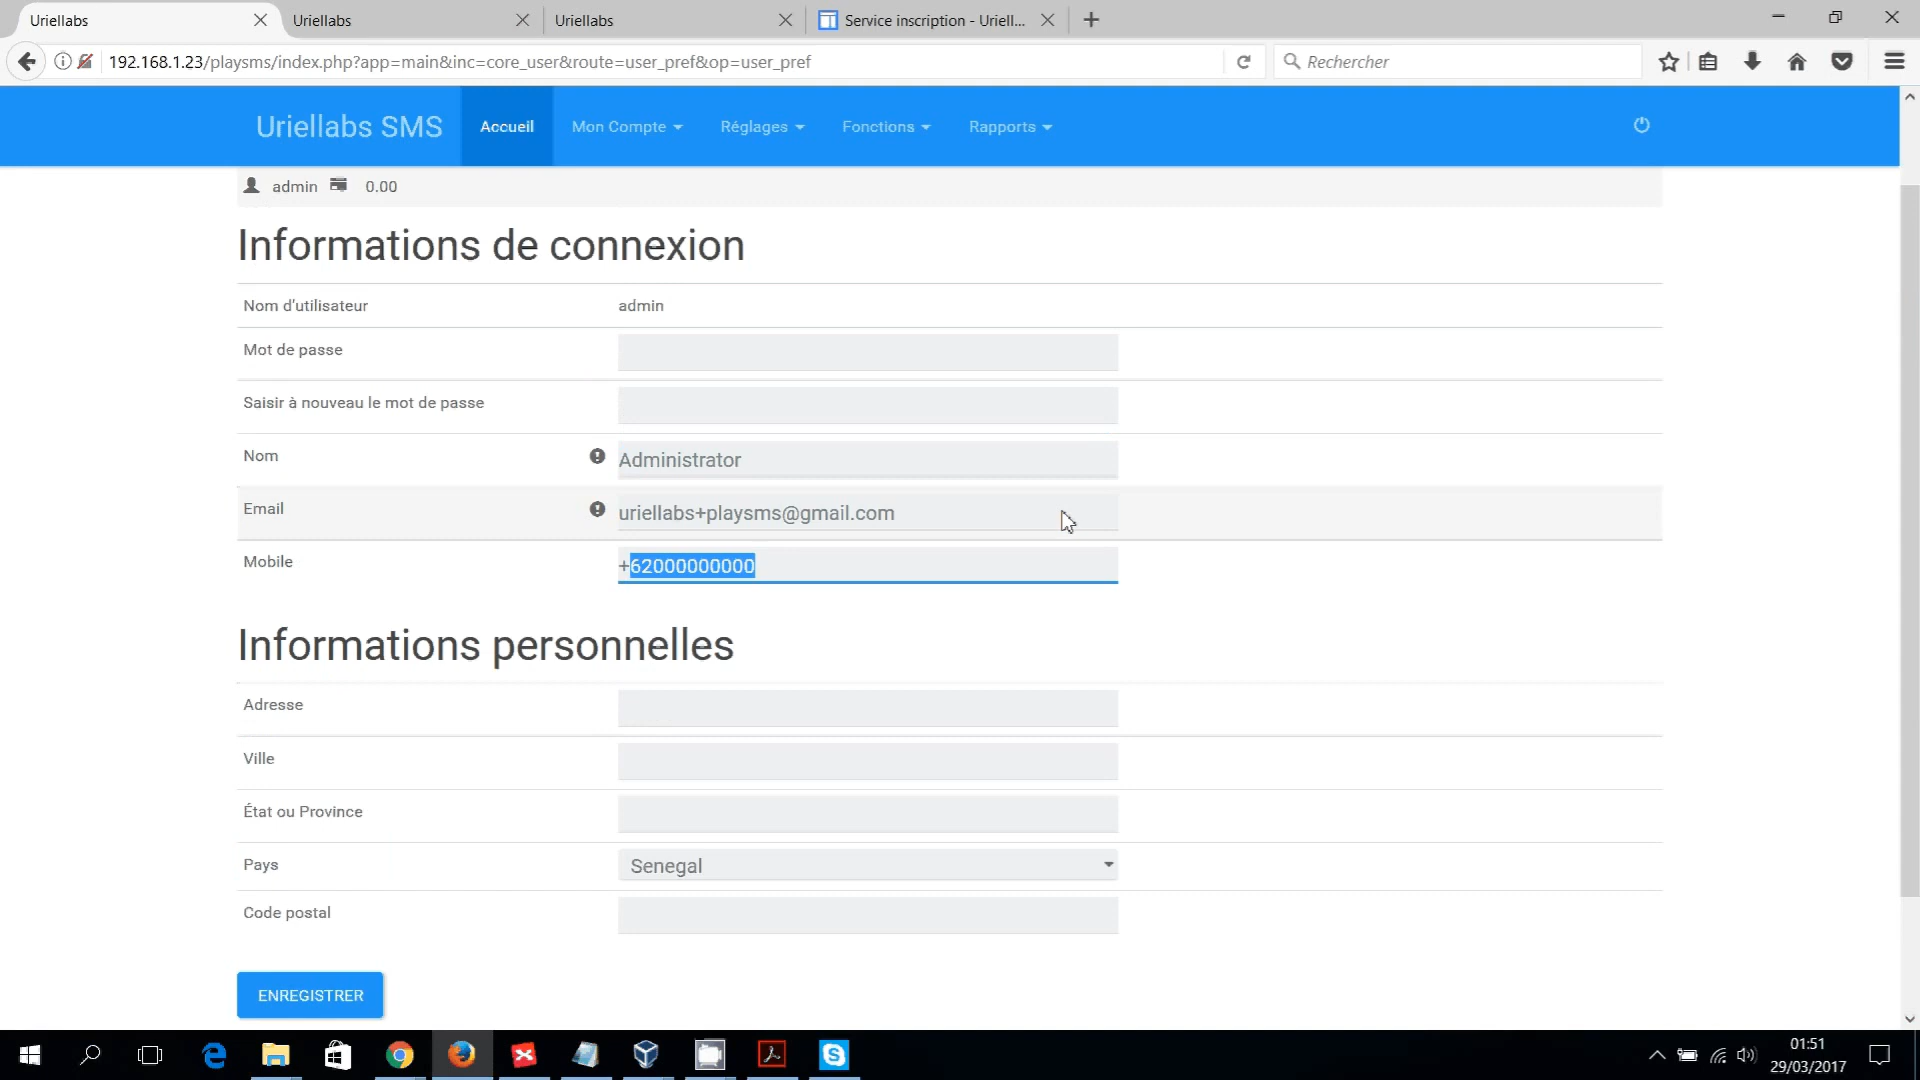 Uriellabs
Uriellabs
Uriellabs
Service inscription - Uriell...
192.168.1.23/playsms/index.php?app=main&inc=core_user&route=user_pref&op=user_pref
Rechercher
Uriellabs SMS
Accueil
Mon Compte
Réglages
Fonctions
Rapports
admin 0.00
Informations de connexion
Nom d'utilisateur admin
Mot de passe
Saisir à nouveau le mot de passe
Nom Administrator
Email uriellabs+playsms@gmail.com
Mobile +62000000000
Informations personnelles
Adresse
Ville
État ou Province
Pays Senegal
Code postal
ENREGISTRER
01:51
29/03/2017